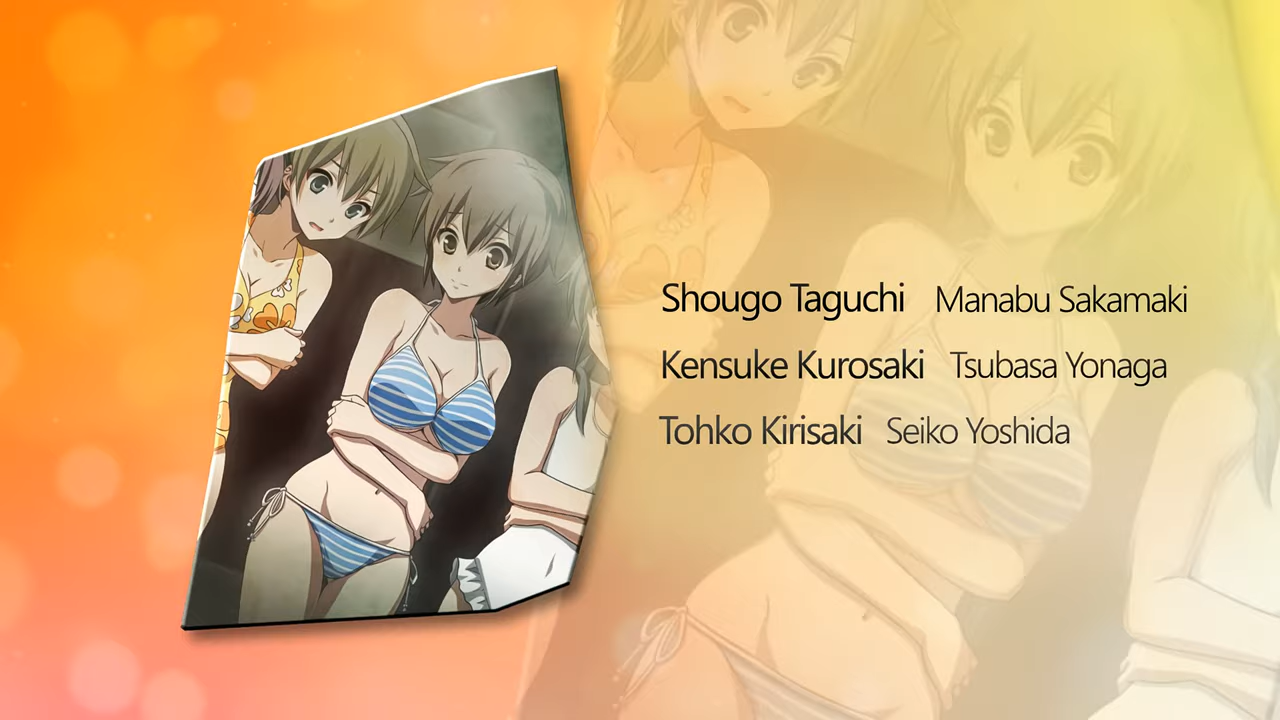 Shougo Taguchi Manabu Sakamaki
Kensuke Kurosaki Tsubasa Yonaga
Tohko Kirisaki Seiko Yoshida